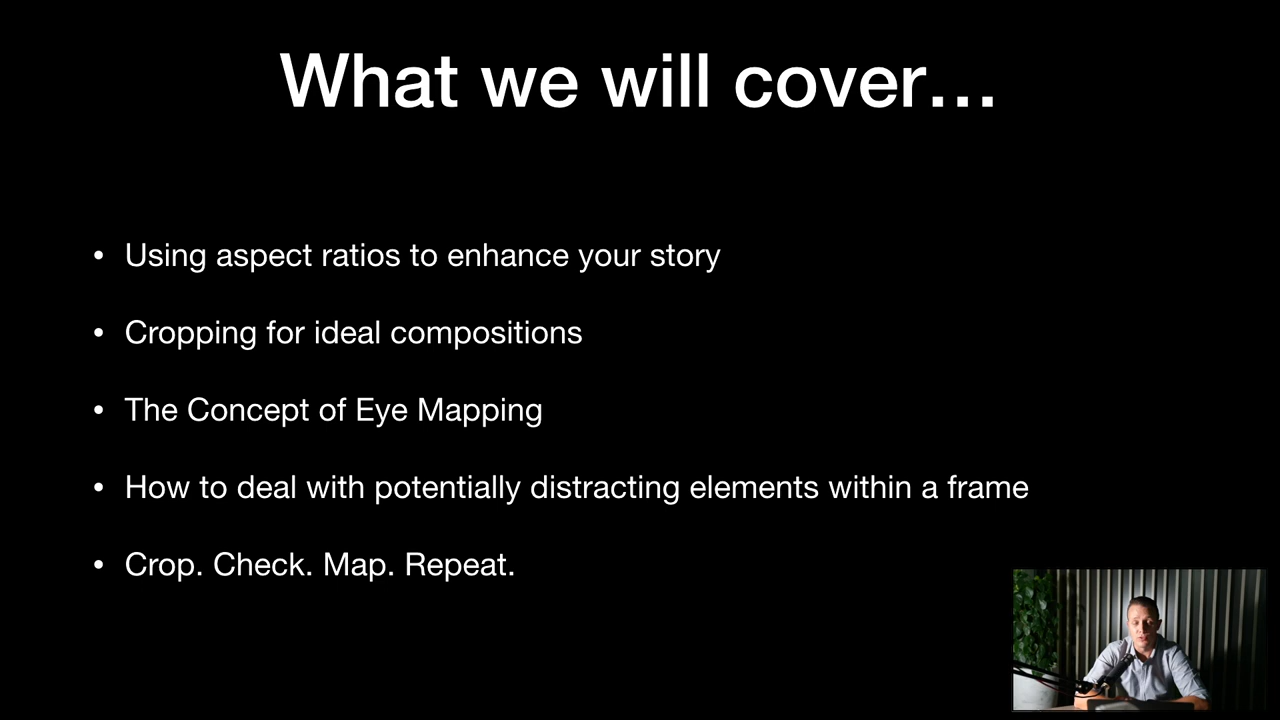 What we will cover…
• Using aspect ratios to enhance your story
• Cropping for ideal compositions
• The Concept of Eye Mapping
• How to deal with potentially distracting elements within a frame
• Crop. Check. Map. Repeat.